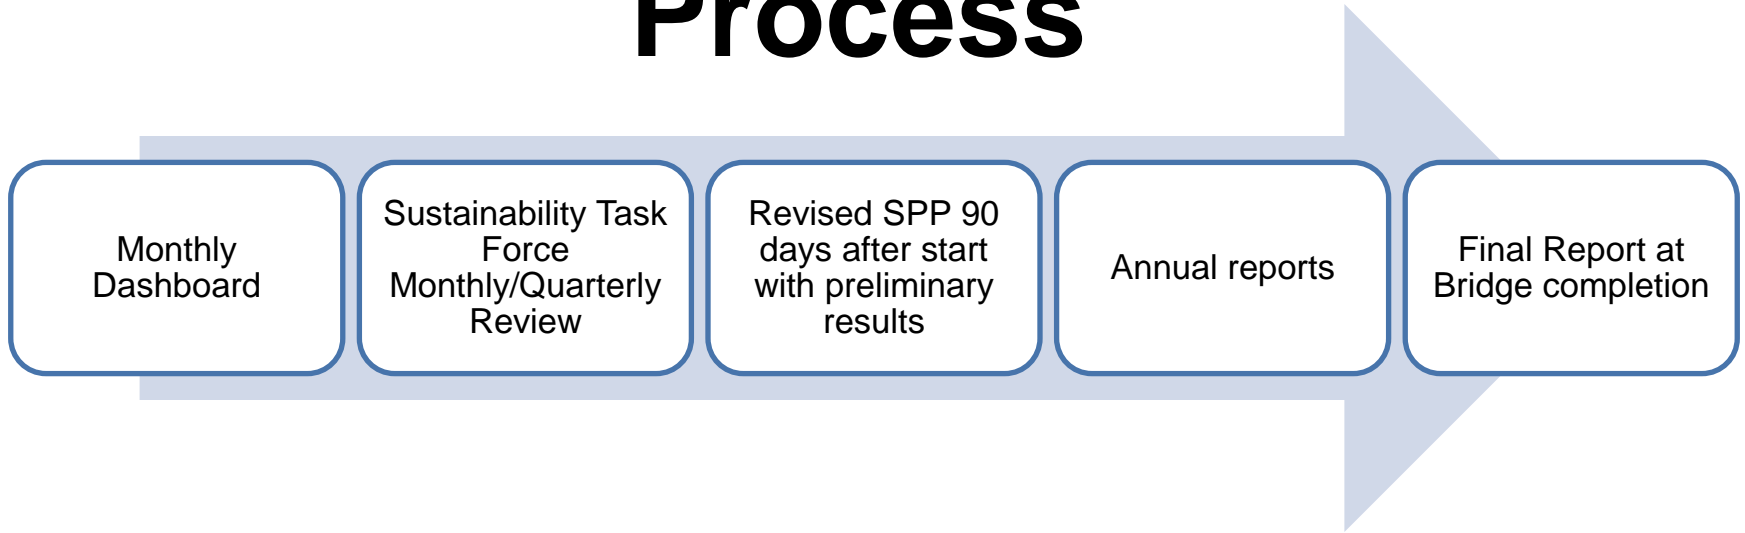 Process
Monthly
Dashboard
Sustainability Task
Force
Monthly/Quarterly
Review
Revised SPP 90
days after start
with preliminary
results
Annual reports
Final Report at
Bridge completion